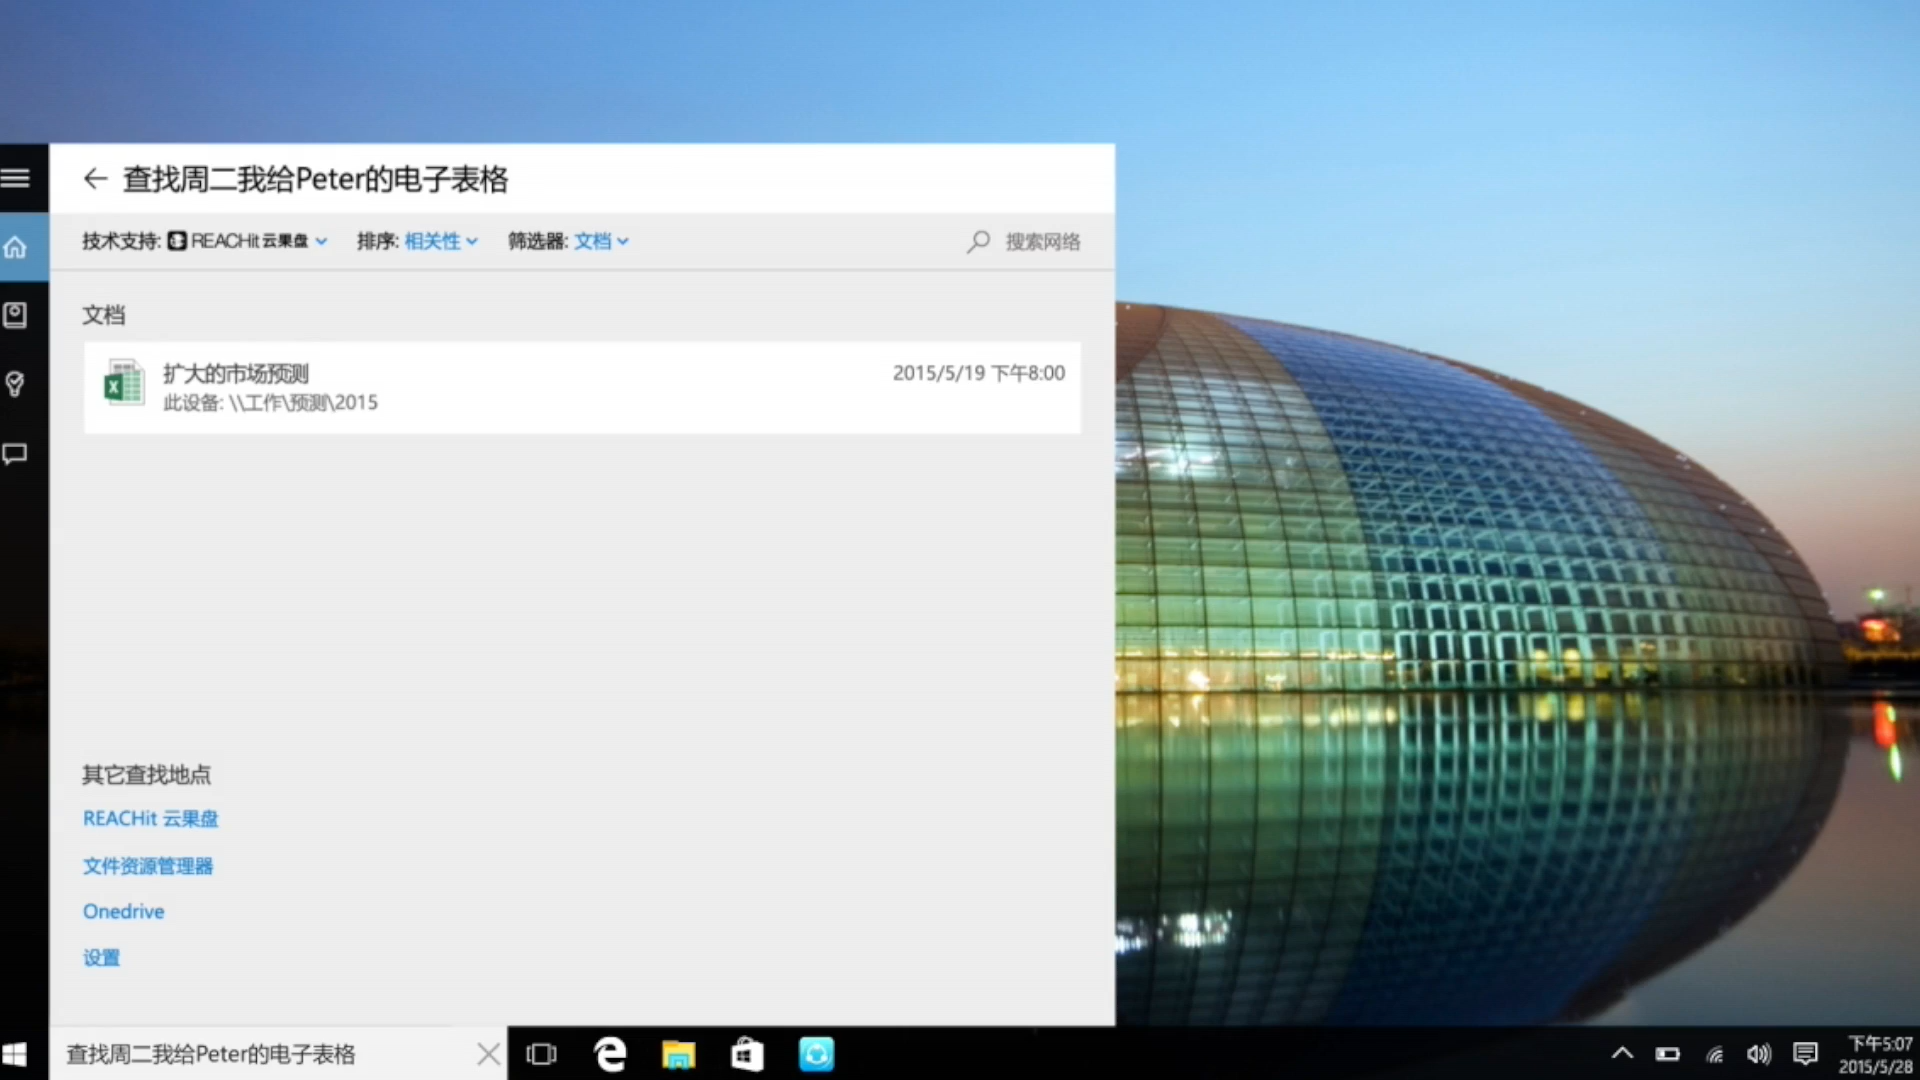 查找周二我给Peter的电子表格
技术支持: REACHit 云果盘 排序: 相关性 筛选器: 文档 搜索网络
文档
扩大的市场预测 2015/5/19 下午8:00
此设备: \\工作\预测\2015
其它查找地点
REACHit 云果盘
文件资源管理器
Onedrive
设置
查找周二我给Peter的电子表格
下午5:07
2015/5/28